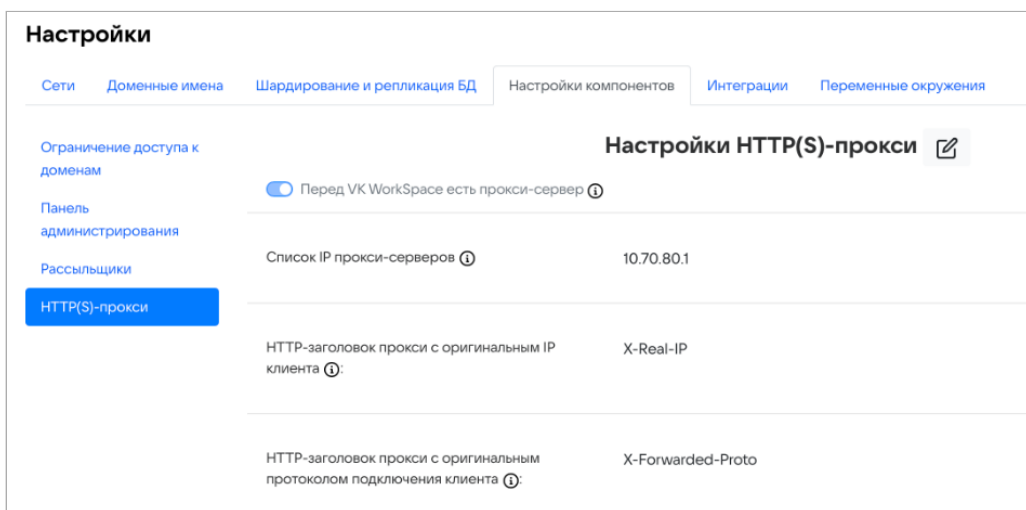 Настройки
Сети Доменные имена Шардирование и репликация БД Настройки компонентов Интеграции Переменные окружения
Ограничение доступа к
доменам
Панель
администрирования
Рассыльщики
HTTP(S)-прокси
Настройки HTTP(S)-прокси
Перед VK WorkSpace есть прокси-сервер
Список IP прокси-серверов 10.70.80.1
HTTP-заголовок прокси с оригинальным IP
клиента : X-Real-IP
HTTP-заголовок прокси с оригинальным
протоколом подключения клиента : X-Forwarded-Proto